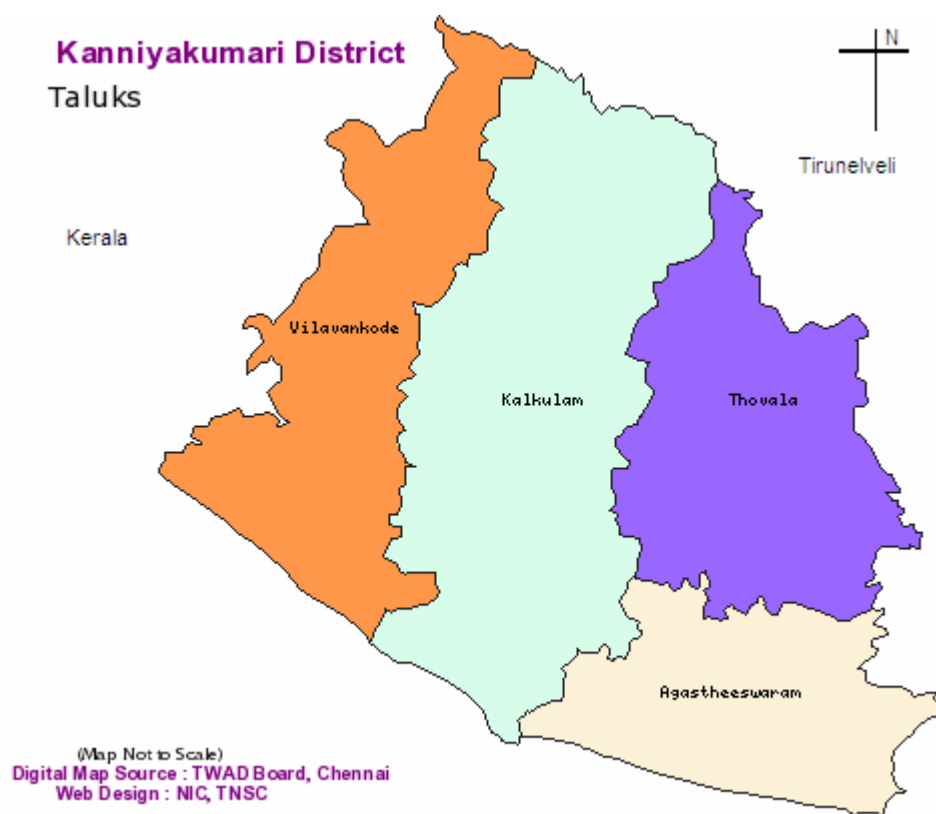 Kanniyakumari District
Taluks
N
Tirunelveli
Kerala
Vilavankode
Kalkulam
Thovala
Agastheeswaram
(Map Not to Scale)
Digital Map Source : TWAD Board, Chennai
Web Design : NIC, TNSC